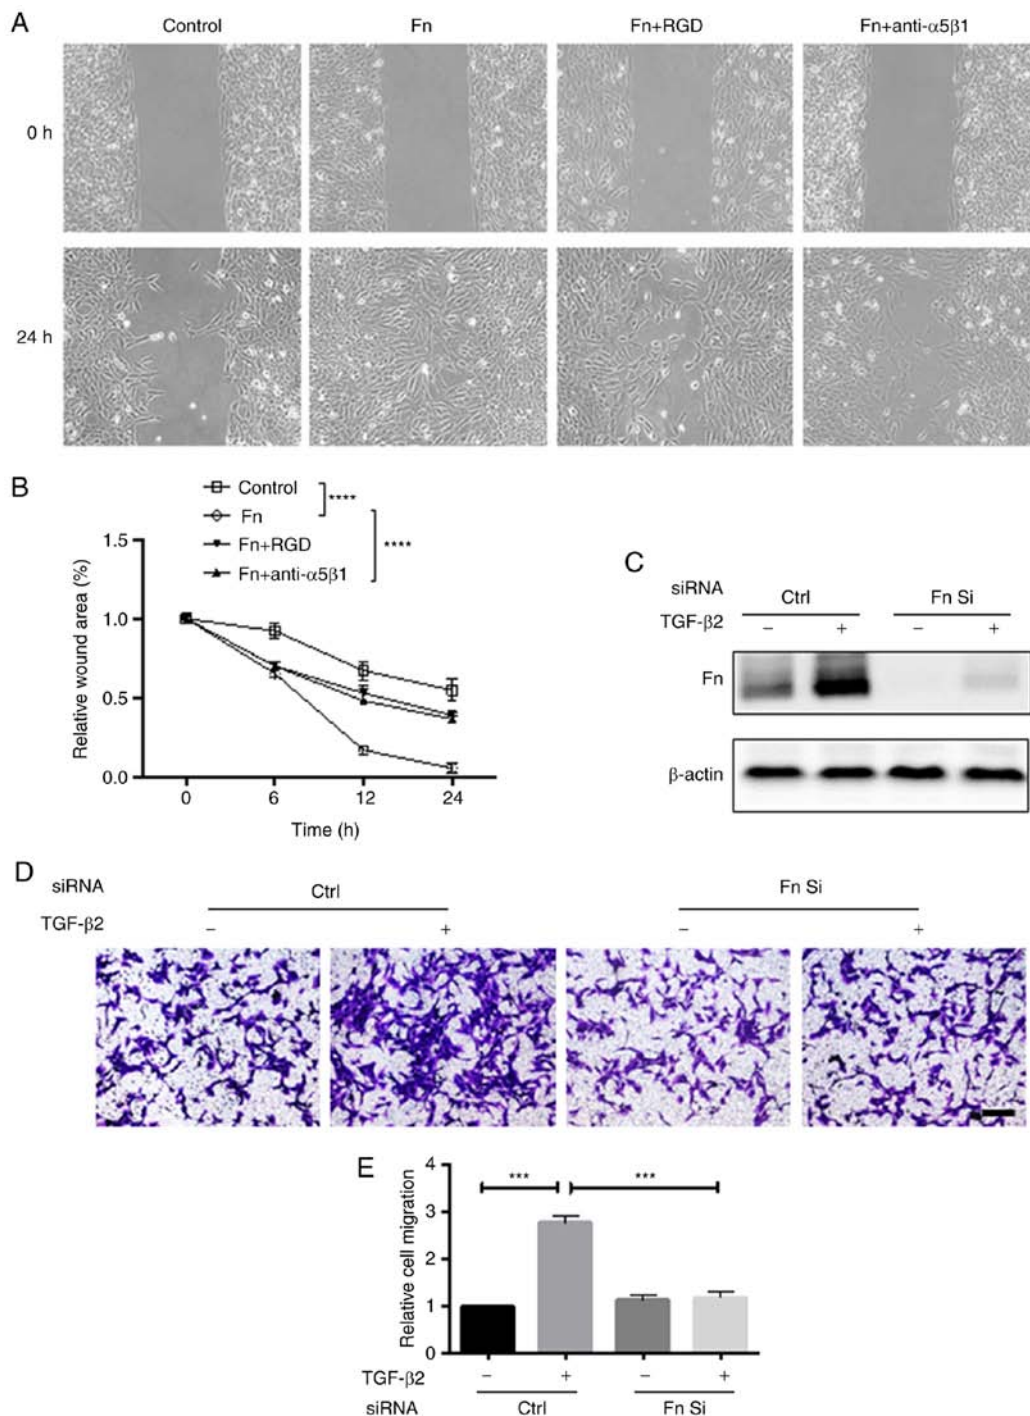 A
Control Fn Fn+RGD Fn+anti-α5β1
0 h
24 h
B
Control ****
Fn
Fn+RGD ****
Fn+anti-α5β1
Relative wound area (%)
1.5
1.0
0.5
0.0
0 6 12 24
Time (h)
C
siRNA Ctrl Fn Si
TGF-β2 − + − +
Fn
β-actin
D
siRNA Ctrl Fn Si
TGF-β2 − + − +
E
Relative cell migration
4
3
2
1
0
*** ***
TGF-β2 − + − +
siRNA Ctrl Fn Si